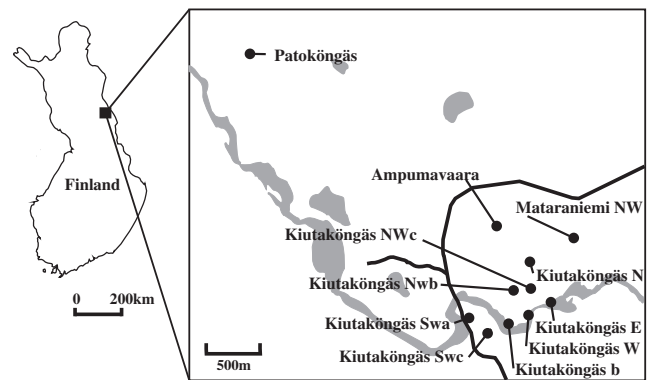 Patoköngäs
Ampumavaara
Finland
Mataraniemi NW
Kiutaköngäs NWc
Kiutaköngäs N
Kiutaköngäs Nwb
0 200km
Kiutaköngäs Swa
Kiutaköngäs E
Kiutaköngäs W
Kiutaköngäs Swc
500m
Kiutaköngäs b